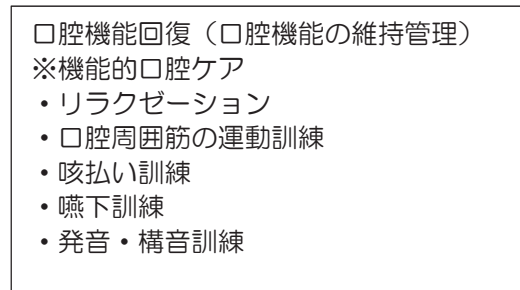 口腔機能回復（口腔機能の維持管理）
※機能的口腔ケア
・リラクゼーション
・口腔周囲筋の運動訓練
・咳払い訓練
・嚥下訓練
・発音・構音訓練